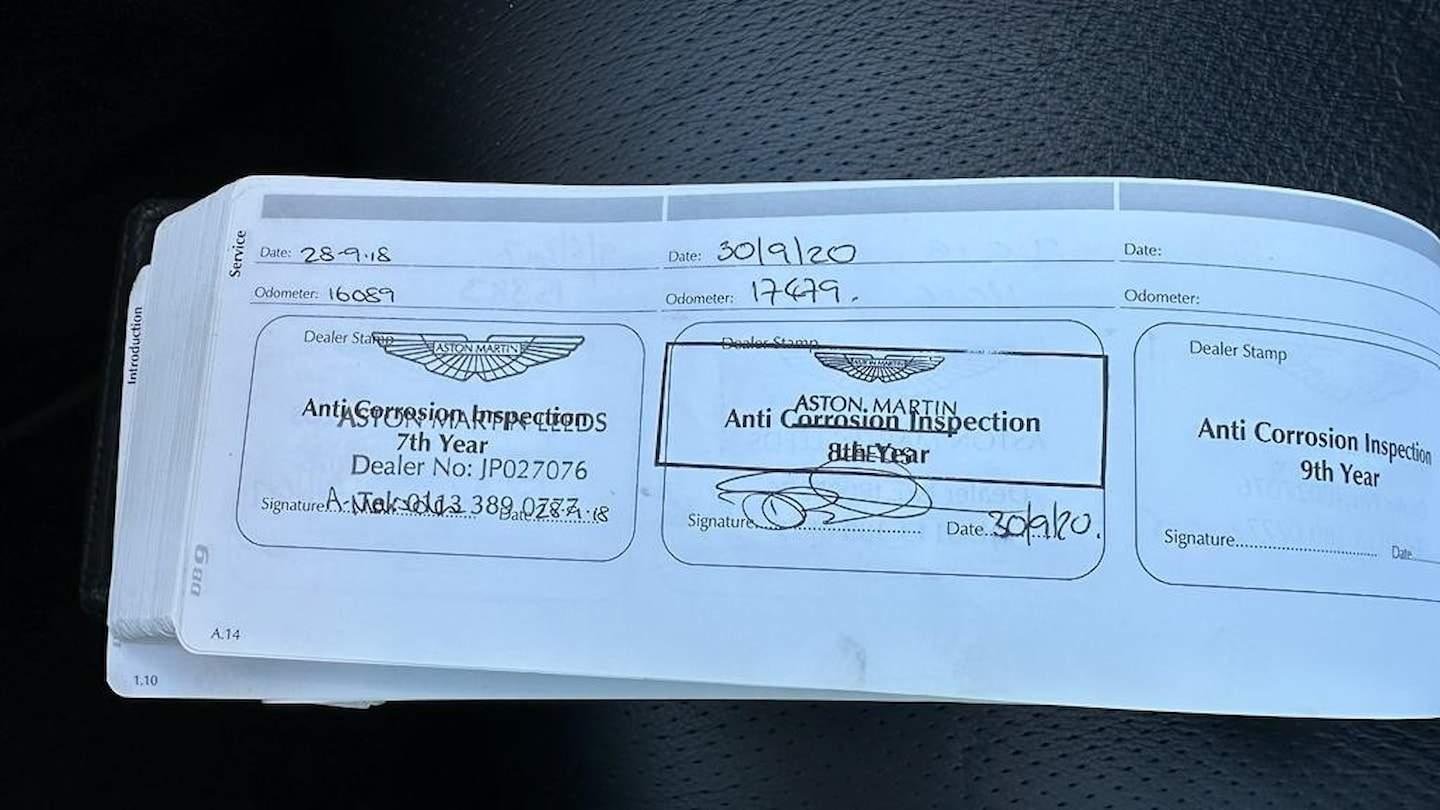 Service
Introduction
Date: 28-9-18
Odometer: 16089
Dealer Stamp
ASTON MARTIN
Anti Corrosion Inspection
ASTON MARTIN LEEDS
7th Year
Dealer No: JP027076
Tel: 0113 389 0777
Signature
Date 28.9.18
Date: 30/9/20
Odometer: 17479.
Dealer Stamp
ASTON MARTIN
ASTON MARTIN
Anti Corrosion Inspection
LEEDS
8th Year
Signature
Date 30/9/20.
Date:
Odometer:
Dealer Stamp
Anti Corrosion Inspection
9th Year
Signature
Date
DB9
A.14
1.10